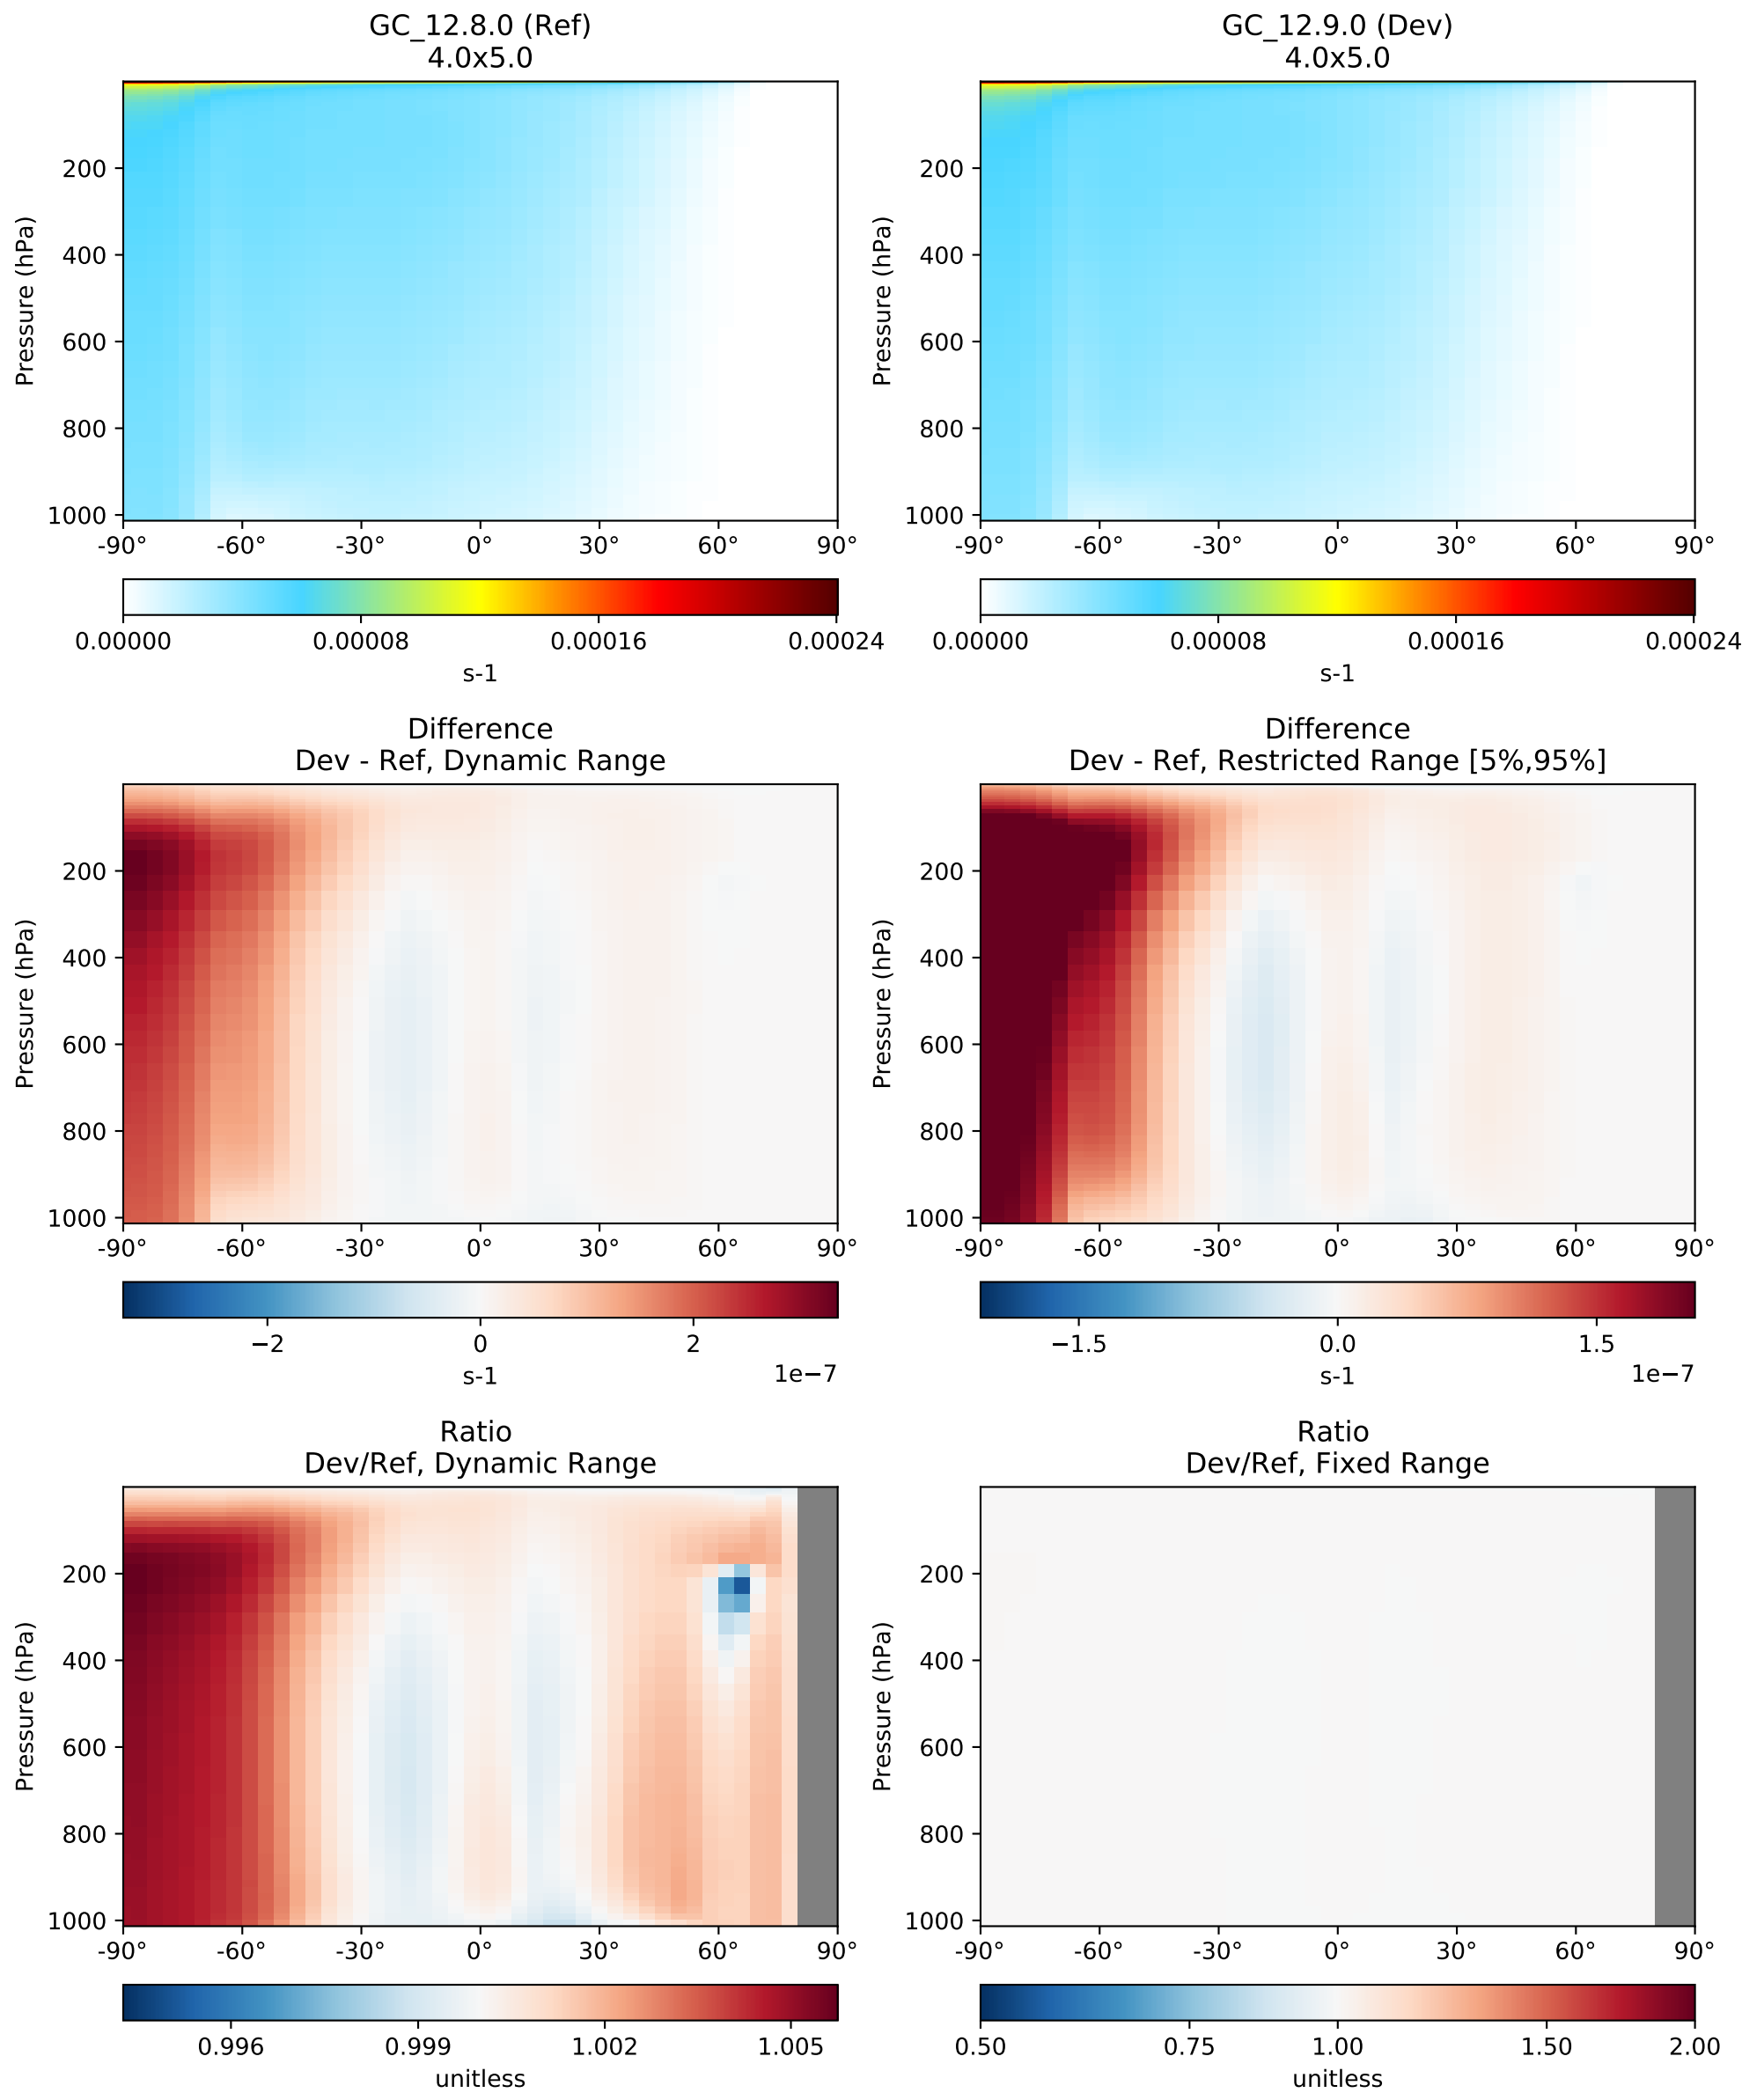 GC_12.8.0 (Ref)
4.0x5.0
Pressure (hPa)
200
400
600
800
1000
-90° -60° -30° 0° 30° 60° 90°
0.00000 0.00008 0.00016 0.00024
s-1
GC_12.9.0 (Dev)
4.0x5.0
Pressure (hPa)
200
400
600
800
1000
-90° -60° -30° 0° 30° 60° 90°
0.00000 0.00008 0.00016 0.00024
s-1
Difference
Dev - Ref, Dynamic Range
Pressure (hPa)
200
400
600
800
1000
-90° -60° -30° 0° 30° 60° 90°
−2 0 2
s-1 1e−7
Difference
Dev - Ref, Restricted Range [5%,95%]
Pressure (hPa)
200
400
600
800
1000
-90° -60° -30° 0° 30° 60° 90°
−1.5 0.0 1.5
s-1 1e−7
Ratio
Dev/Ref, Dynamic Range
Pressure (hPa)
200
400
600
800
1000
-90° -60° -30° 0° 30° 60° 90°
0.996 0.999 1.002 1.005
unitless
Ratio
Dev/Ref, Fixed Range
Pressure (hPa)
200
400
600
800
1000
-90° -60° -30° 0° 30° 60° 90°
0.50 0.75 1.00 1.50 2.00
unitless